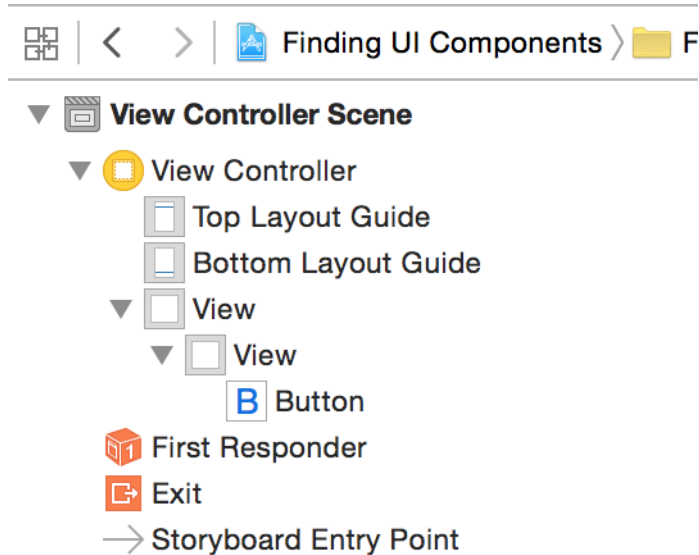 Finding UI Components F
View Controller Scene
View Controller
Top Layout Guide
Bottom Layout Guide
View
View
B Button
First Responder
Exit
Storyboard Entry Point